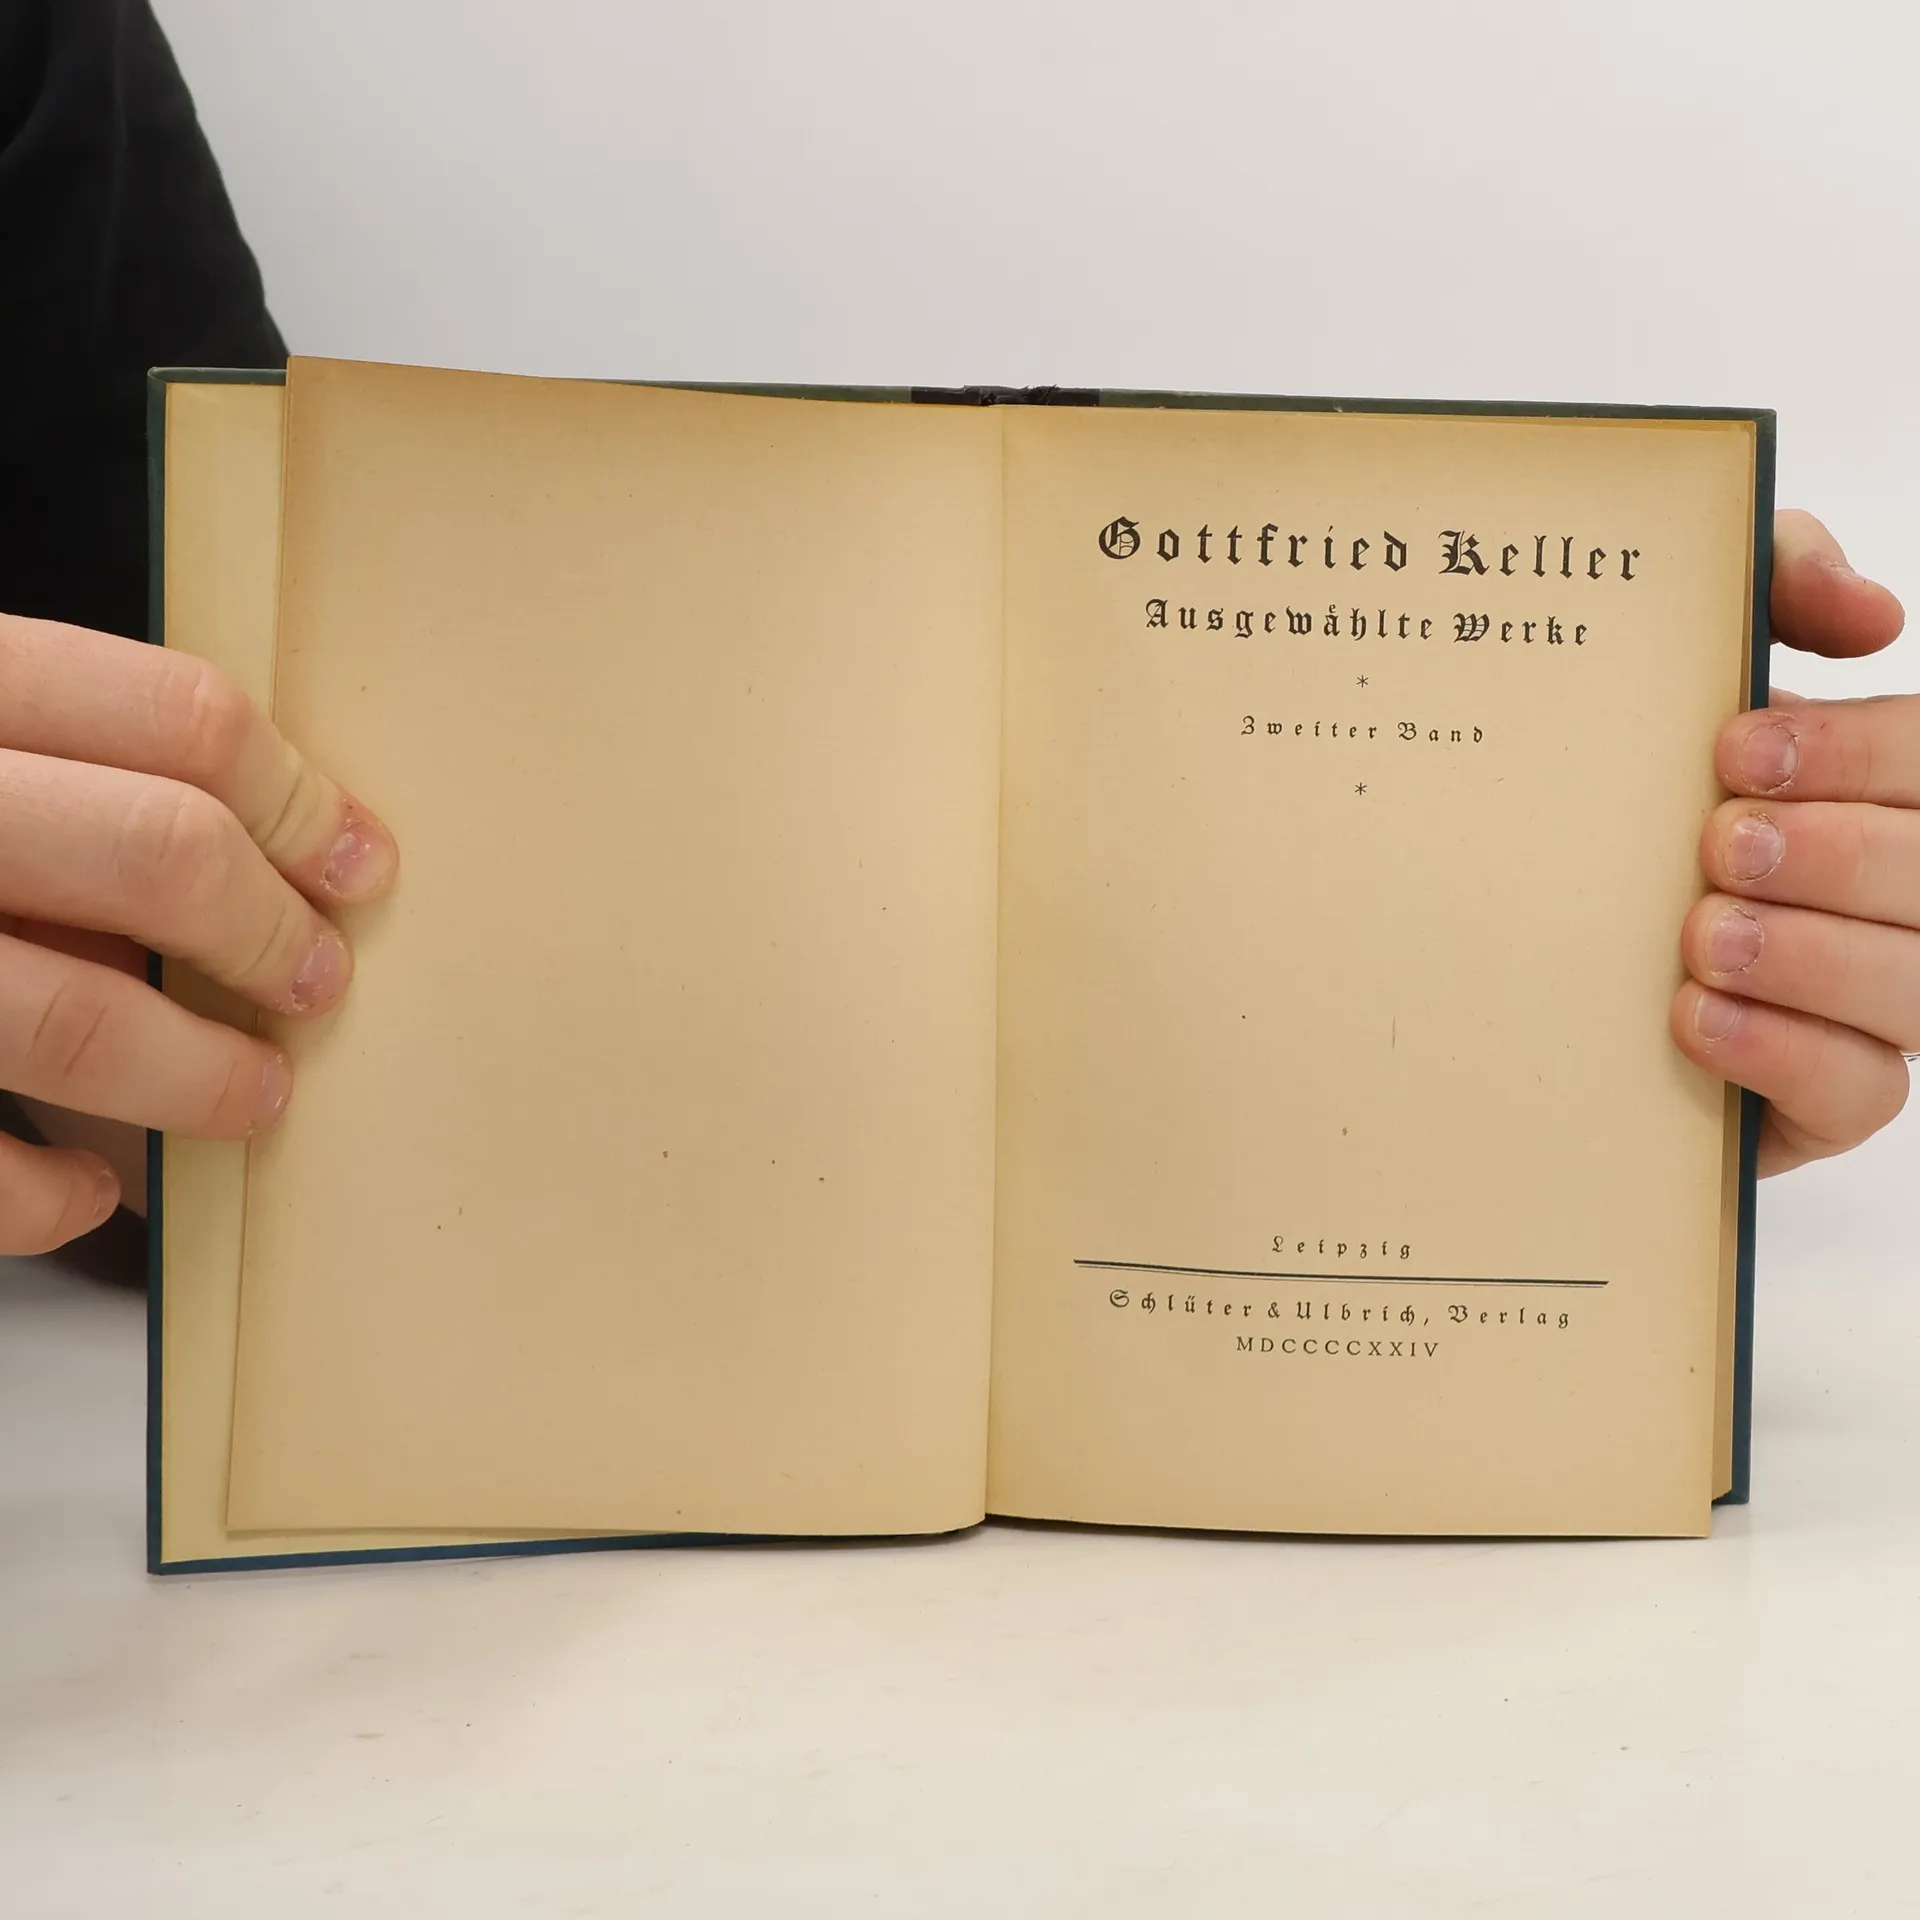 Gottfried Keller
Ausgewählte Werke
*
Zweiter Band
*
Leipzig
Schlüter & Ulbrich, Verlag
MDCCCCXXIV